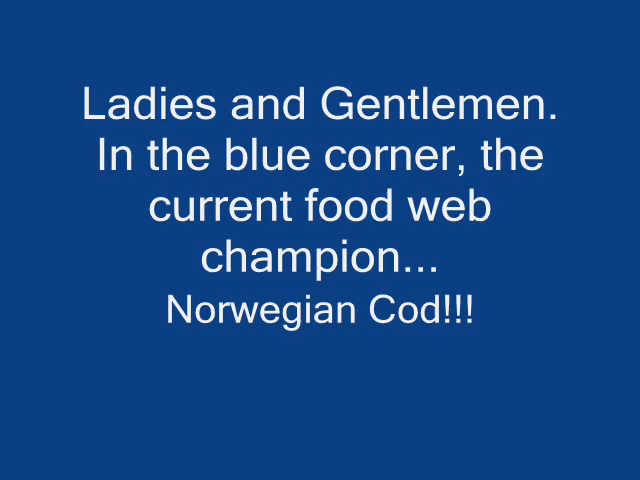 Ladies and Gentlemen.
In the blue corner, the
current food web
champion...
Norwegian Cod!!!